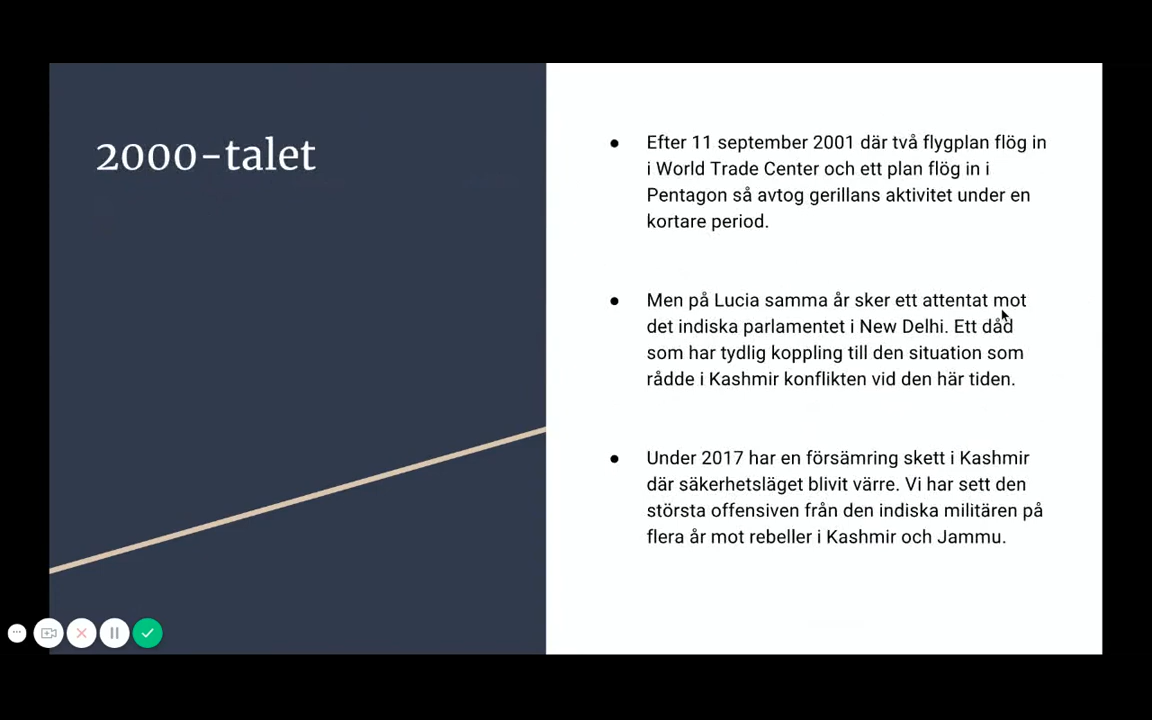 2000-talet
● Efter 11 september 2001 där två flygplan flög in
i World Trade Center och ett plan flög in i
Pentagon så avtog gerillans aktivitet under en
kortare period.
● Men på Lucia samma år sker ett attentat mot
det indiska parlamentet i New Delhi. Ett dåd
som har tydlig koppling till den situation som
rådde i Kashmir konflikten vid den här tiden.
● Under 2017 har en försämring skett i Kashmir
där säkerhetsläget blivit värre. Vi har sett den
största offensiven från den indiska militären på
flera år mot rebeller i Kashmir och Jammu.